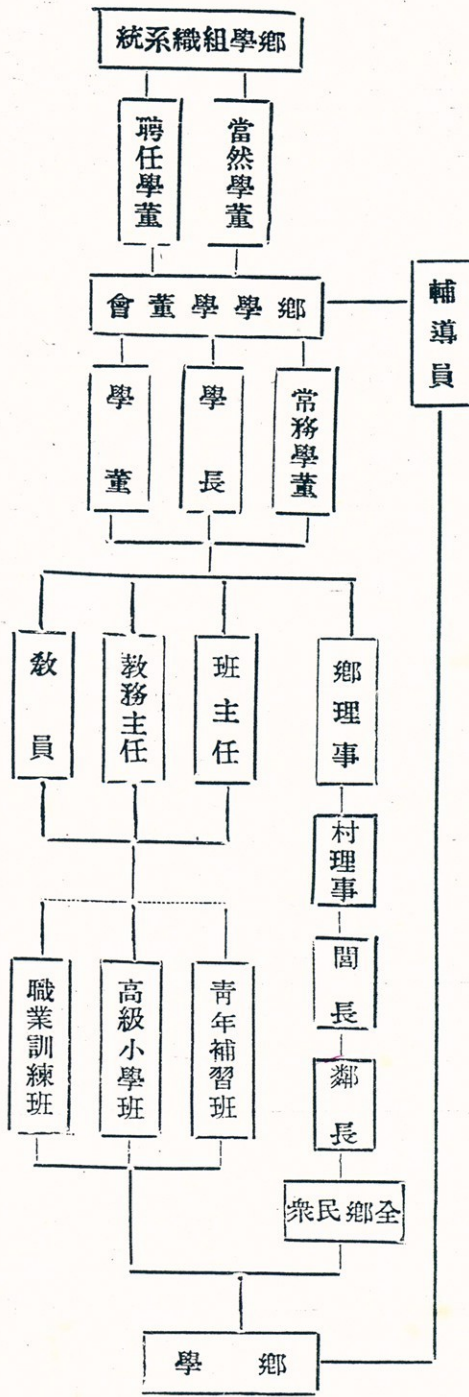 鄉學組織系統
當然學董
聘任學董
輔導員
鄉學學董會
常務學董
學長
學董
鄉理事
班主任
教務主任
教員
村理事
閭長
鄰長
青年補習班
高級小學班
職業訓練班
全鄉民衆
鄉學